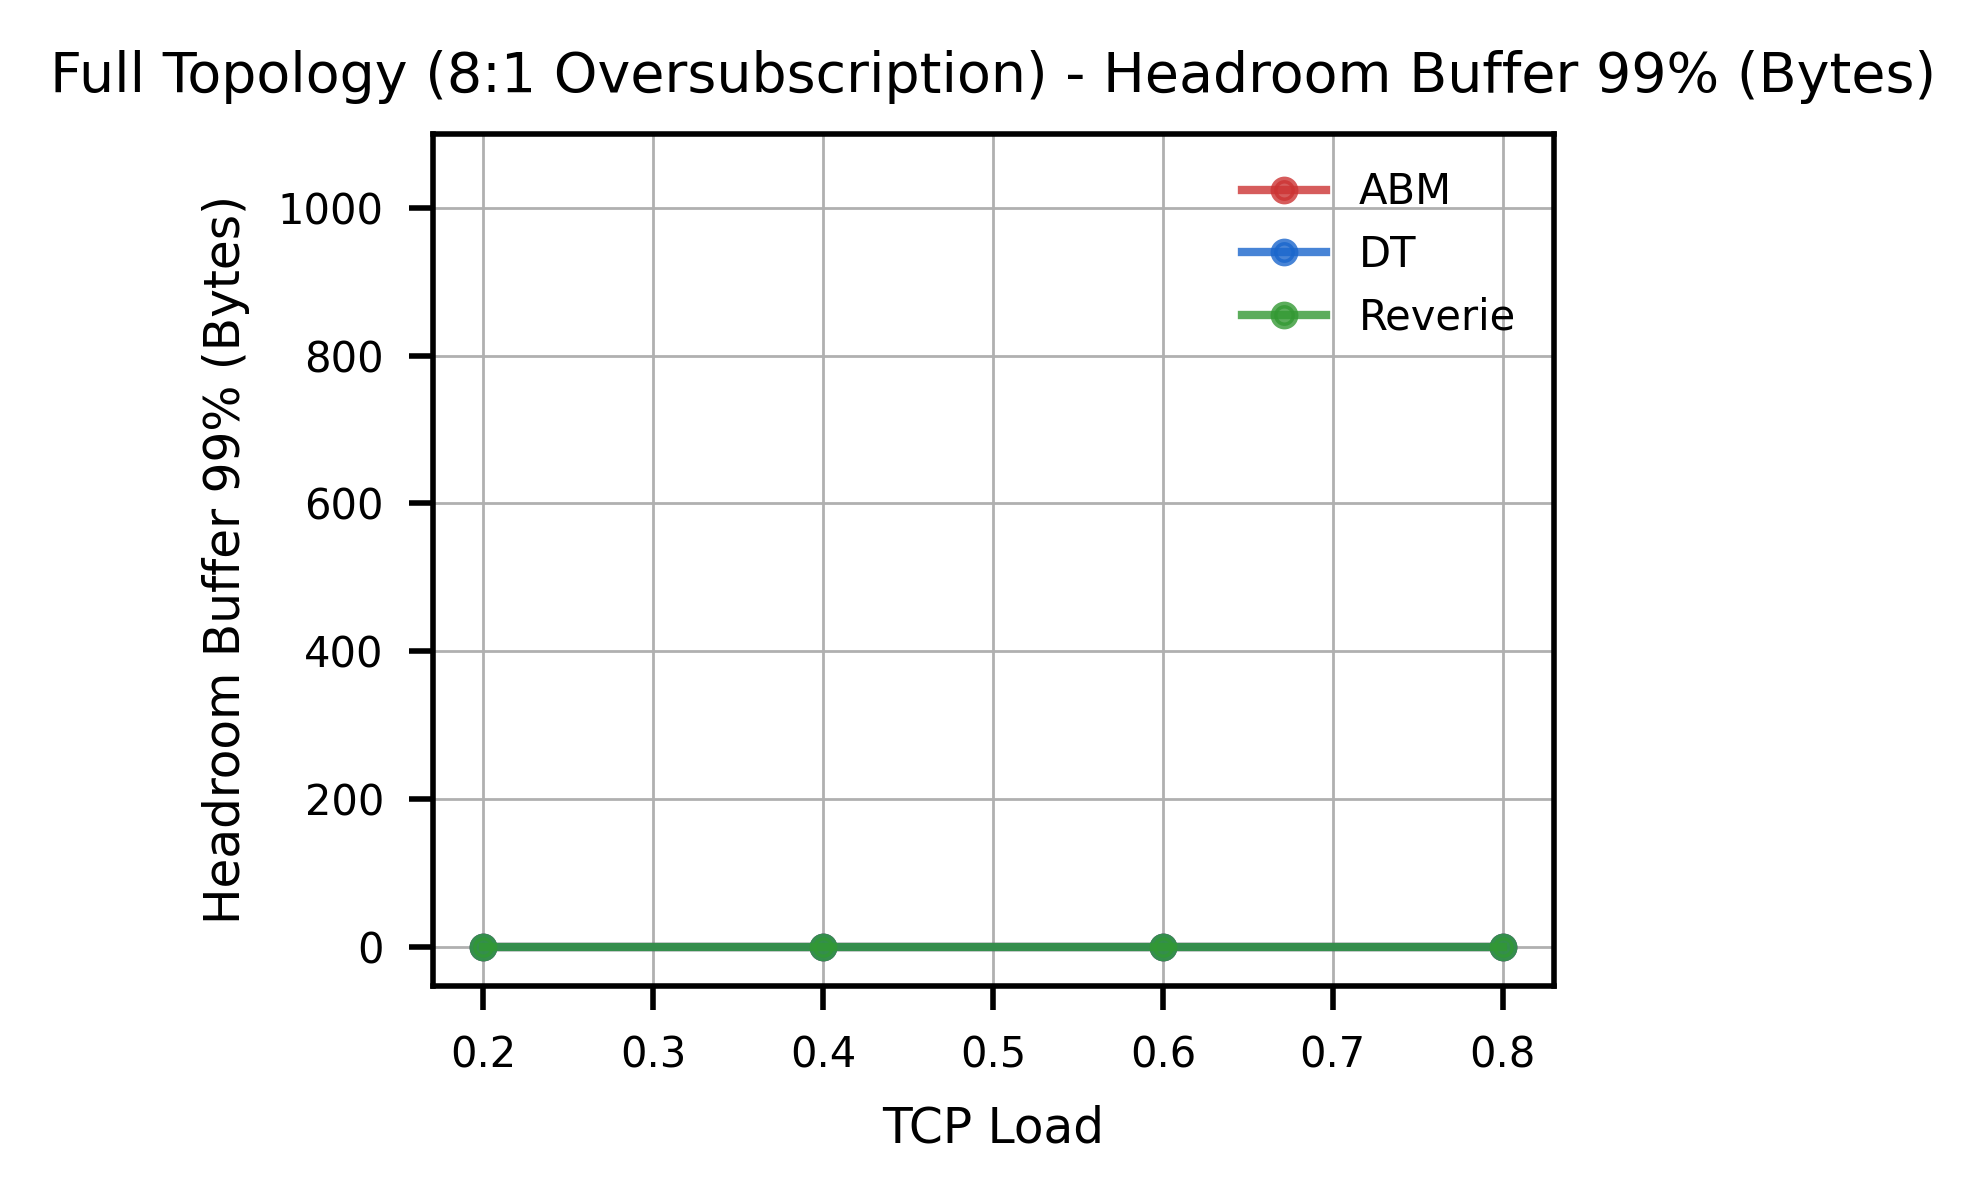 Full Topology (8:1 Oversubscription) - Headroom Buffer 99% (Bytes)
Headroom Buffer 99% (Bytes)
1000
800
600
400
200
0
ABM
DT
Reverie
0.2 0.3 0.4 0.5 0.6 0.7 0.8
TCP Load